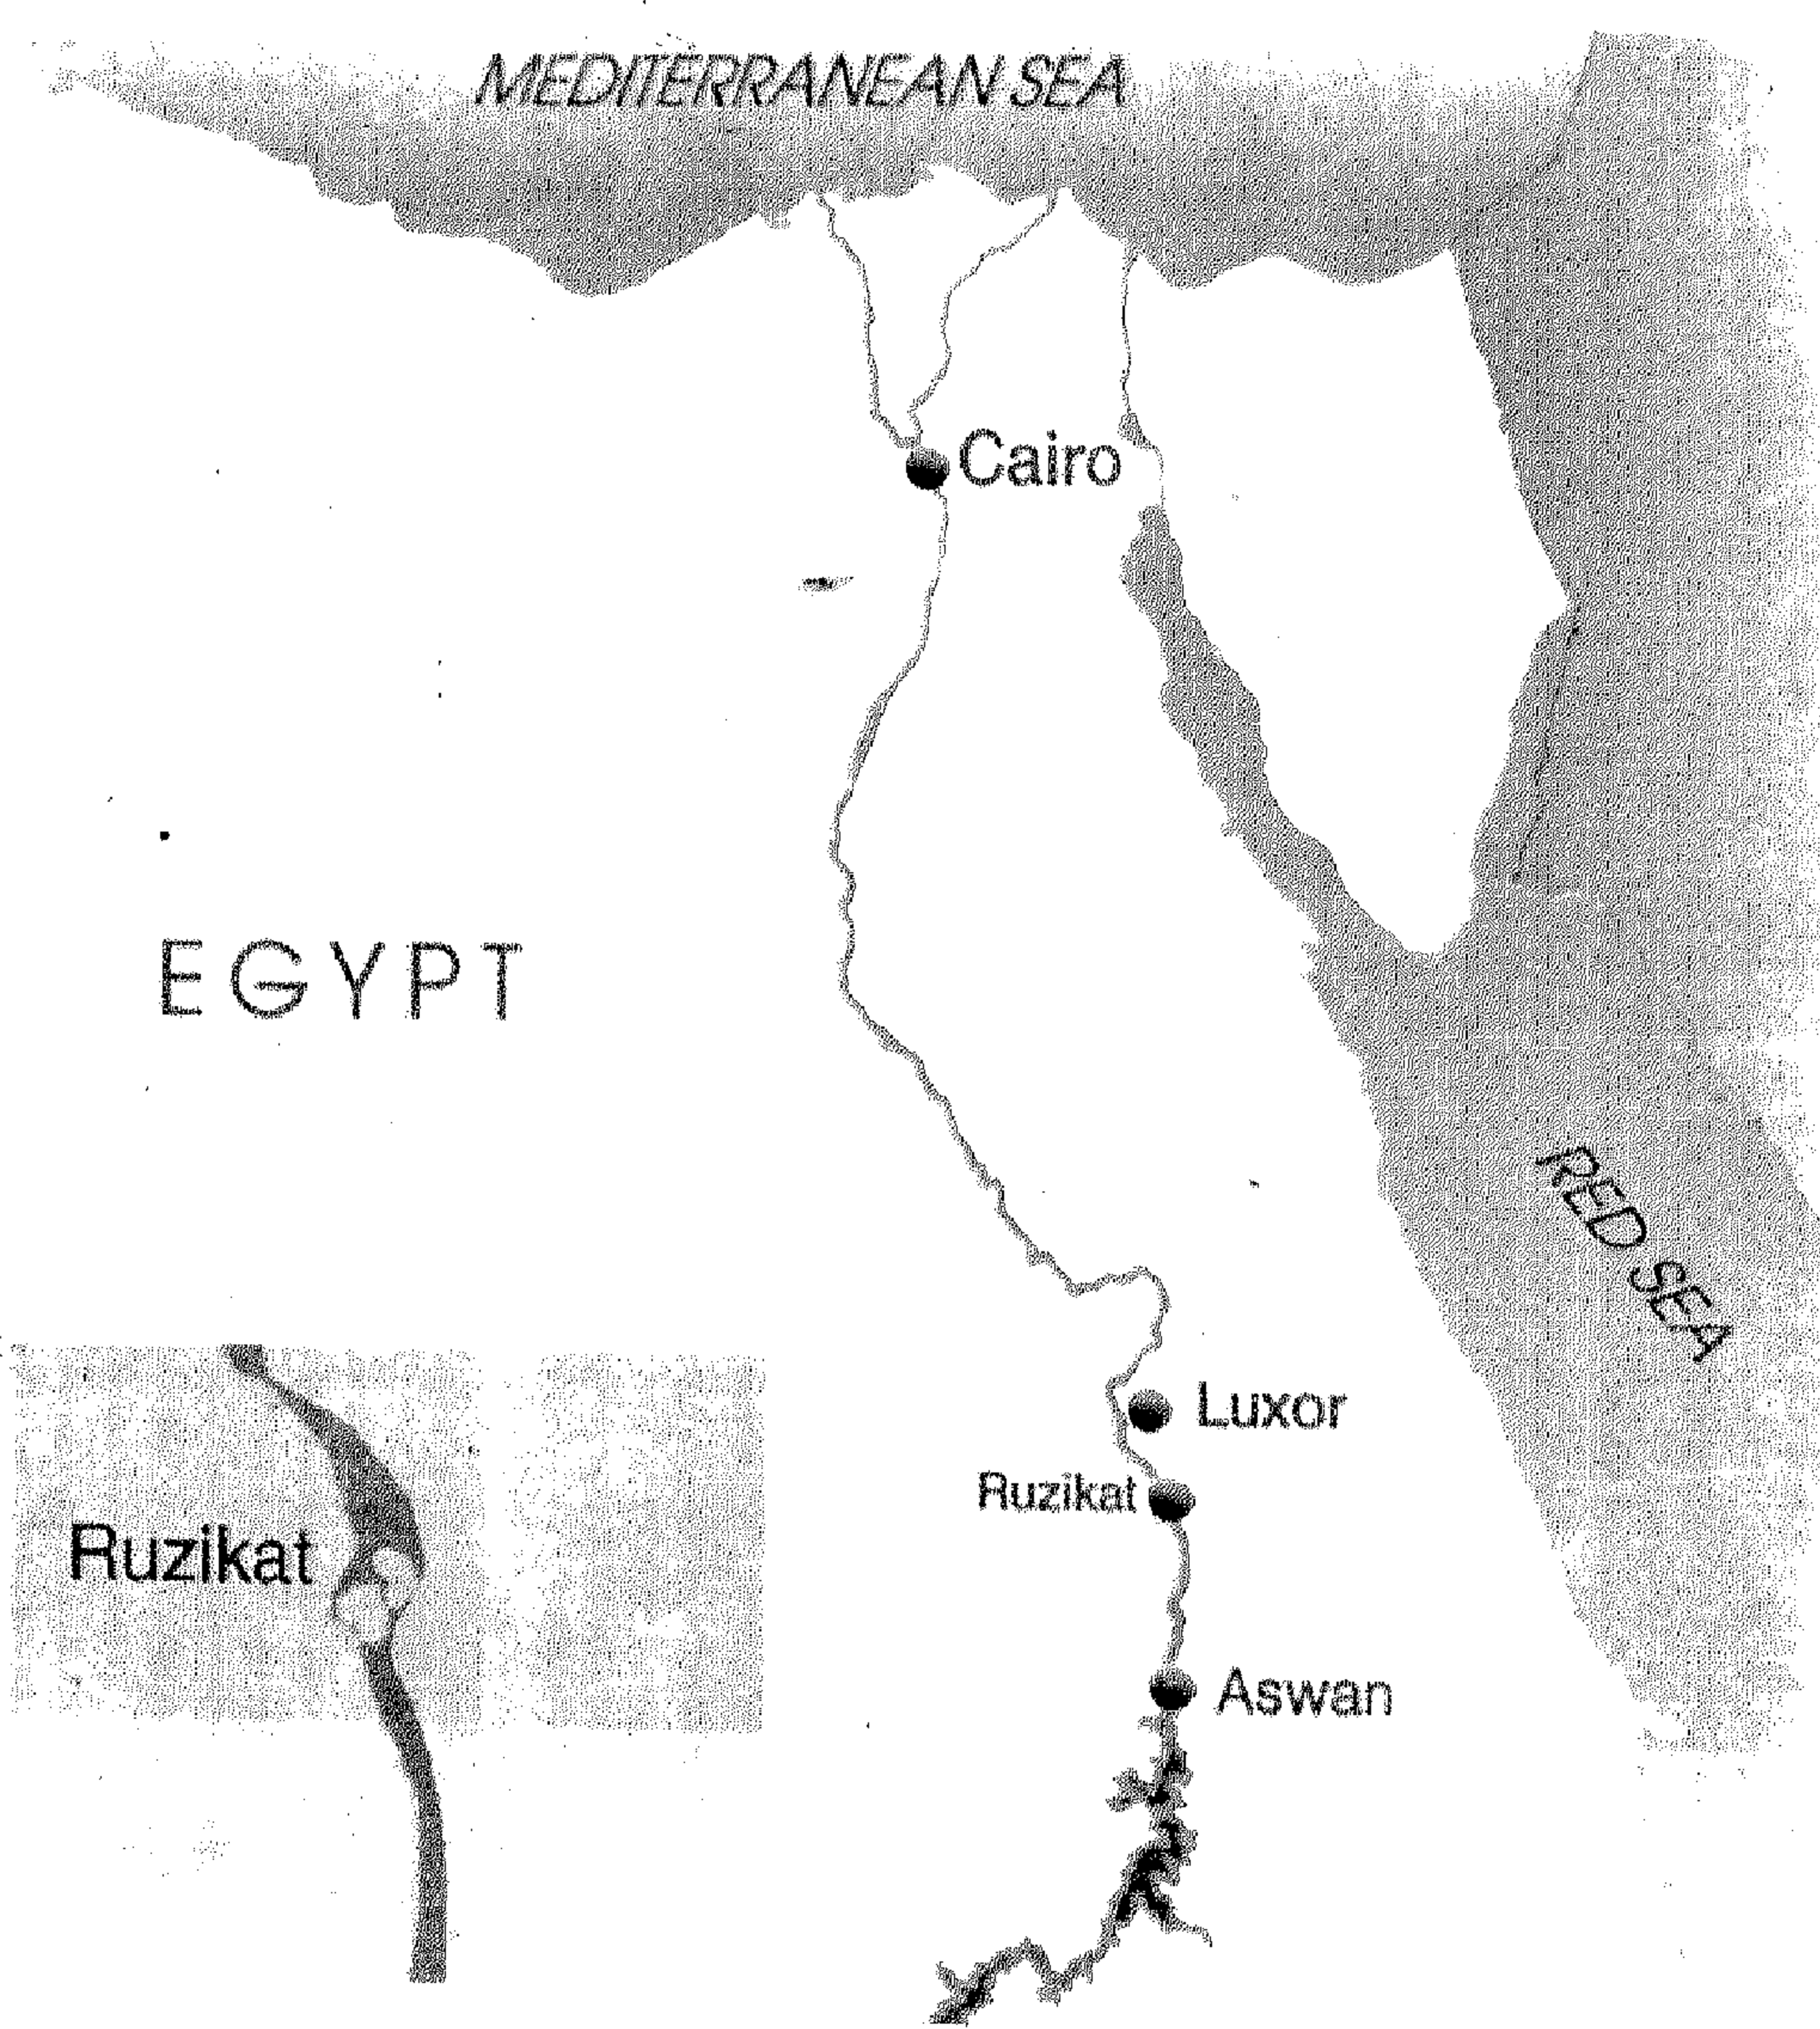 MEDITERRANEAN SEA
Cairo
EGYPT
RED SEA
Luxor
Ruzikat
Ruzikat
Aswan